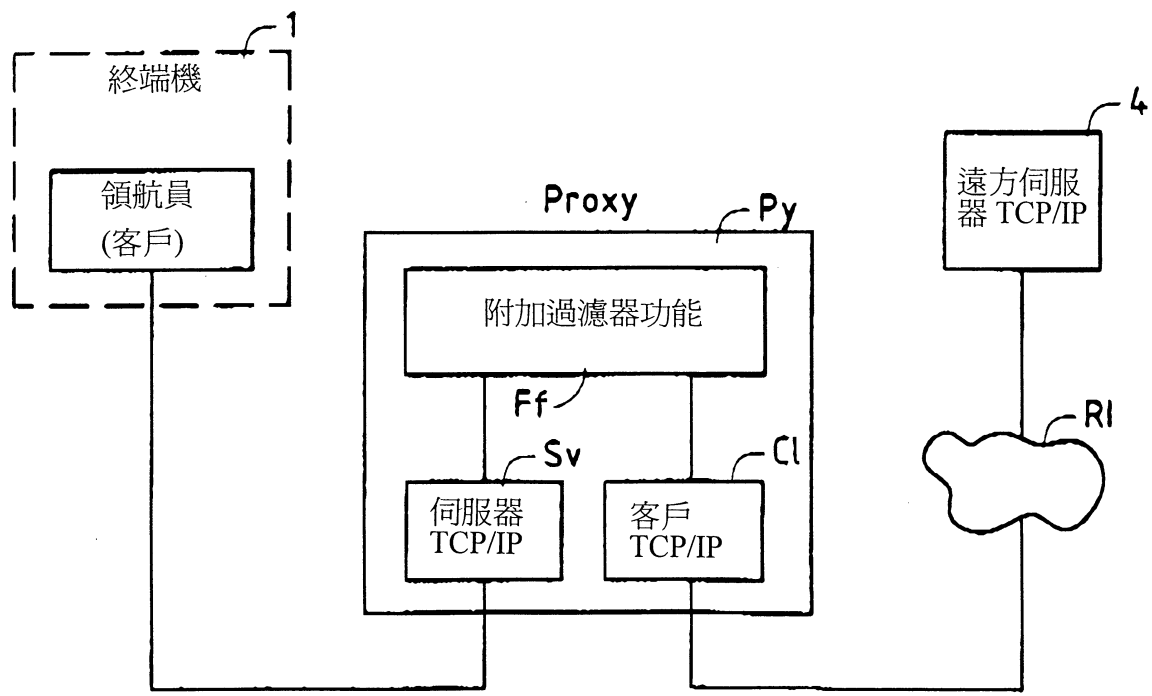 1
終端機
領航員
(客戶)
Proxy
Py
附加過濾器功能
Ff
Sv
伺服器
TCP/IP
Cl
客戶
TCP/IP
4
遠方伺服
器 TCP/IP
RI